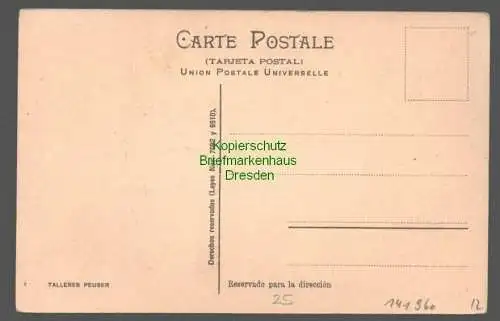 CARTE POSTALE
(TARJETA POSTAL)
UNION POSTALE UNIVERSELLE
Kopierschutz
Briefmarkenhaus
Dresden
Derechos reservados (Leyes 7092 y 9510).
TALLERES PEUSER
Reservado para la dirección
25
141960
12